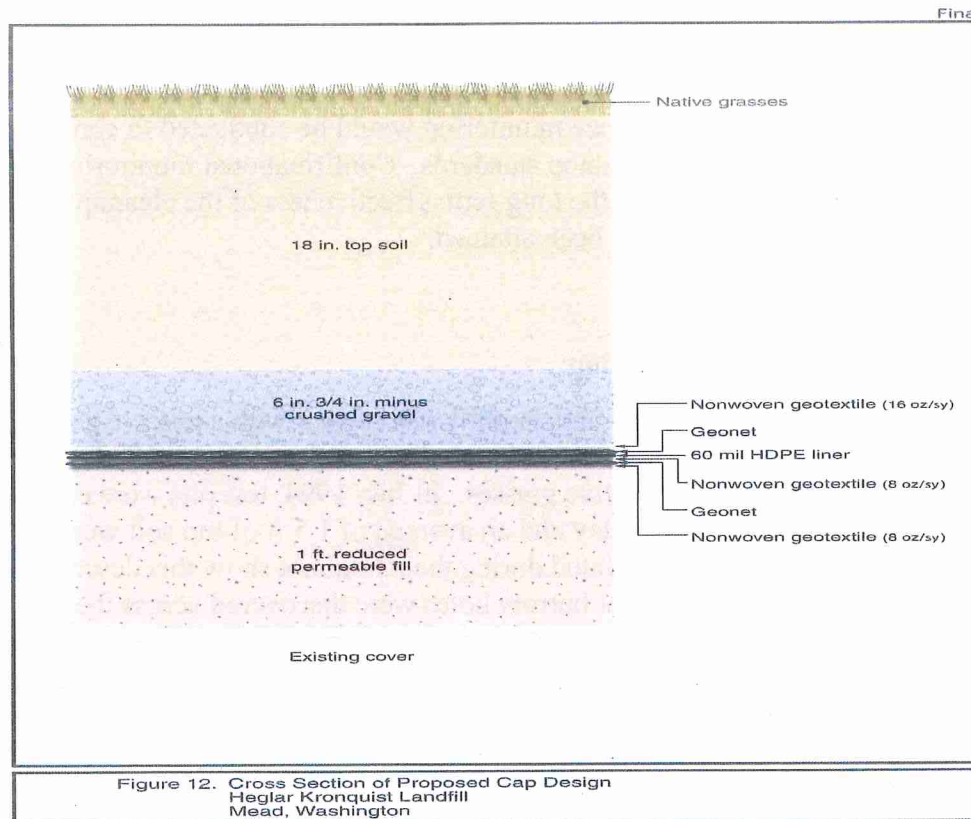 Fina
Native grasses
18 in. top soil
6 in. 3/4 in. minus
crushed gravel
Nonwoven geotextile (16 oz/sy)
Geonet
60 mil HDPE liner
Nonwoven geotextile (8 oz/sy)
Geonet
Nonwoven geotextile (8 oz/sy)
1 ft. reduced
permeable fill
Existing cover
Figure 12. Cross Section of Proposed Cap Design
Heglar Kronquist Landfill
Mead, Washington